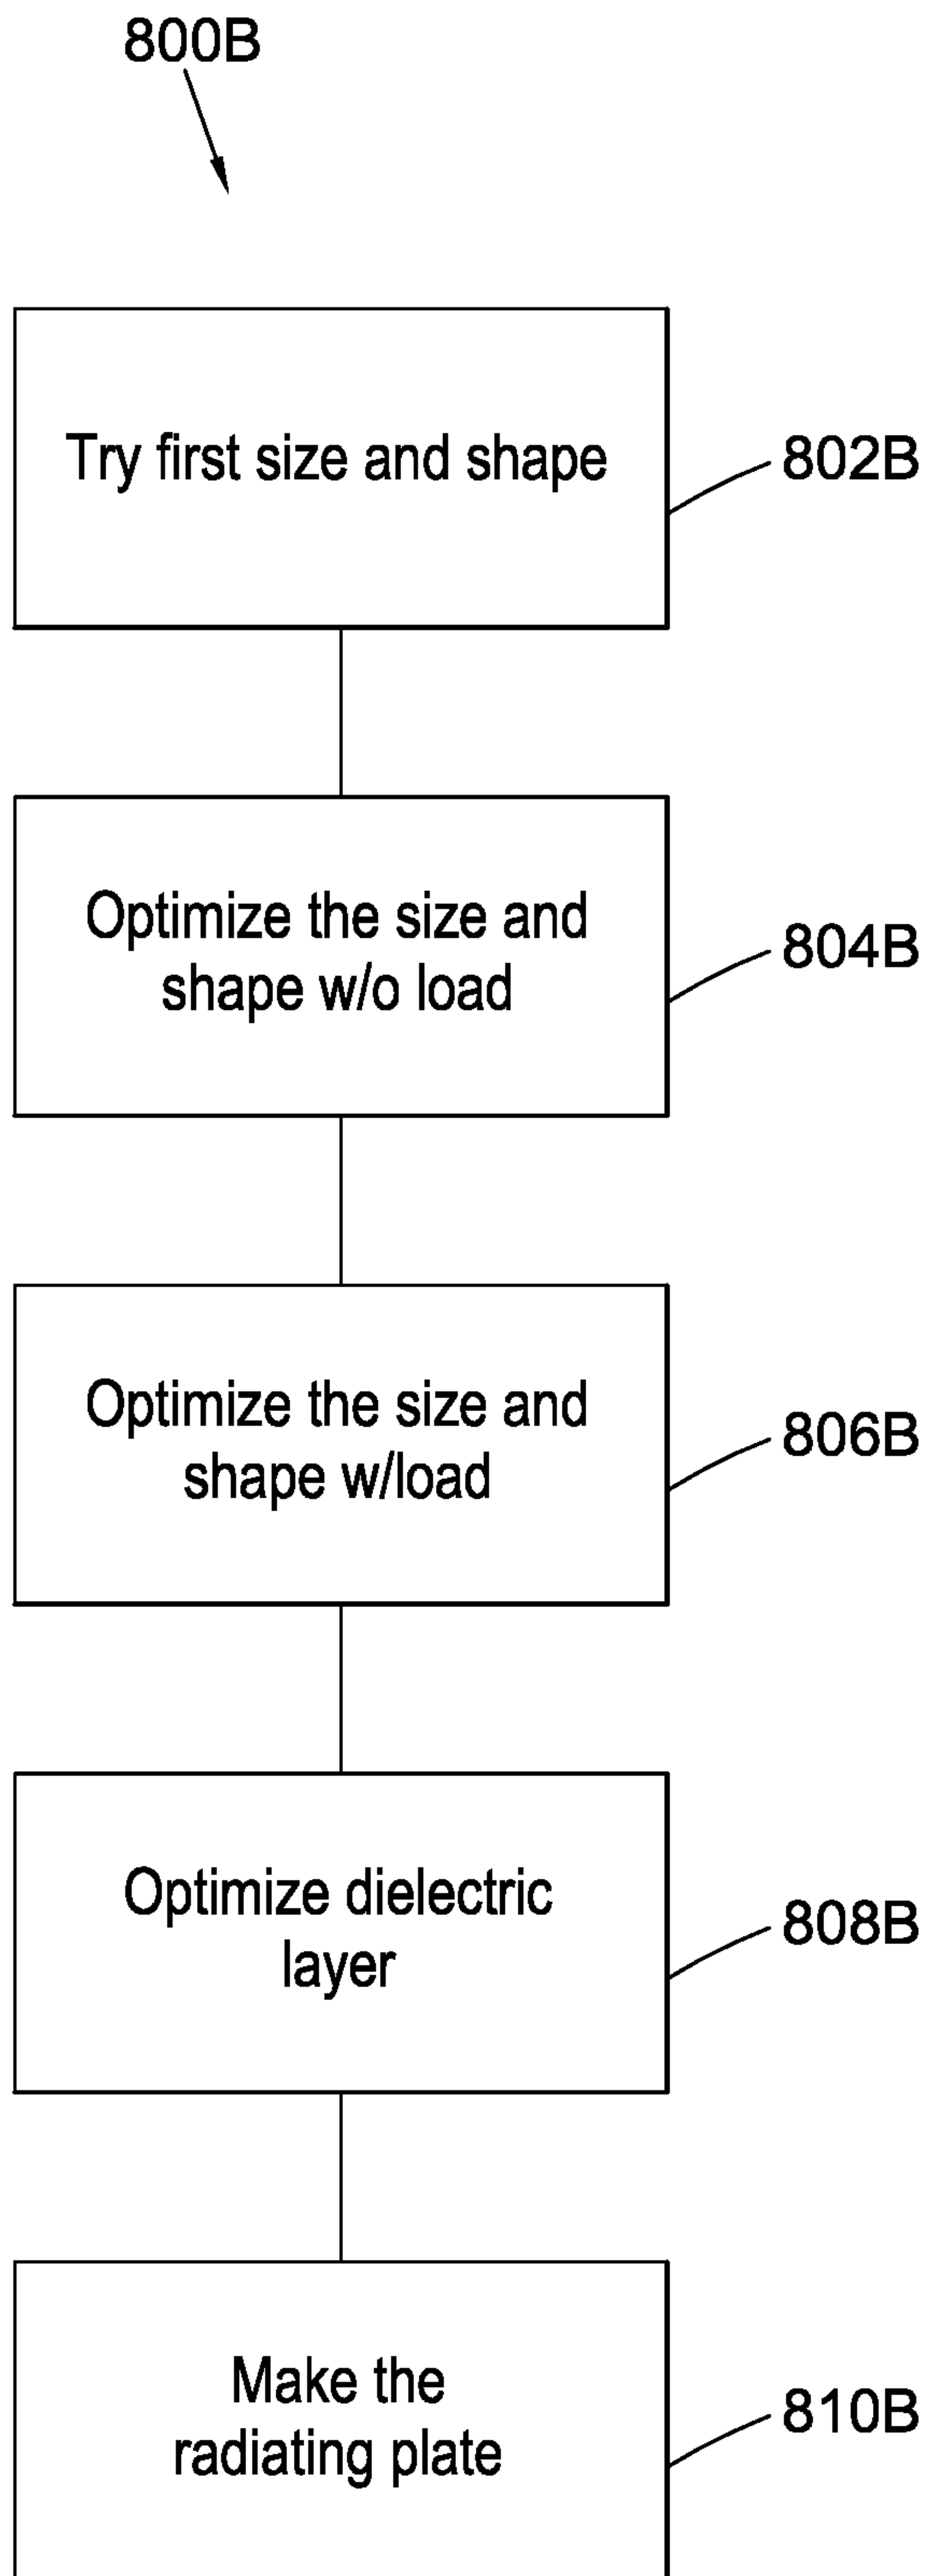 800B
Try first size and shape
802B
Optimize the size and
shape w/o load
804B
Optimize the size and
shape w/load
806B
Optimize dielectric
layer
808B
Make the
radiating plate
810B